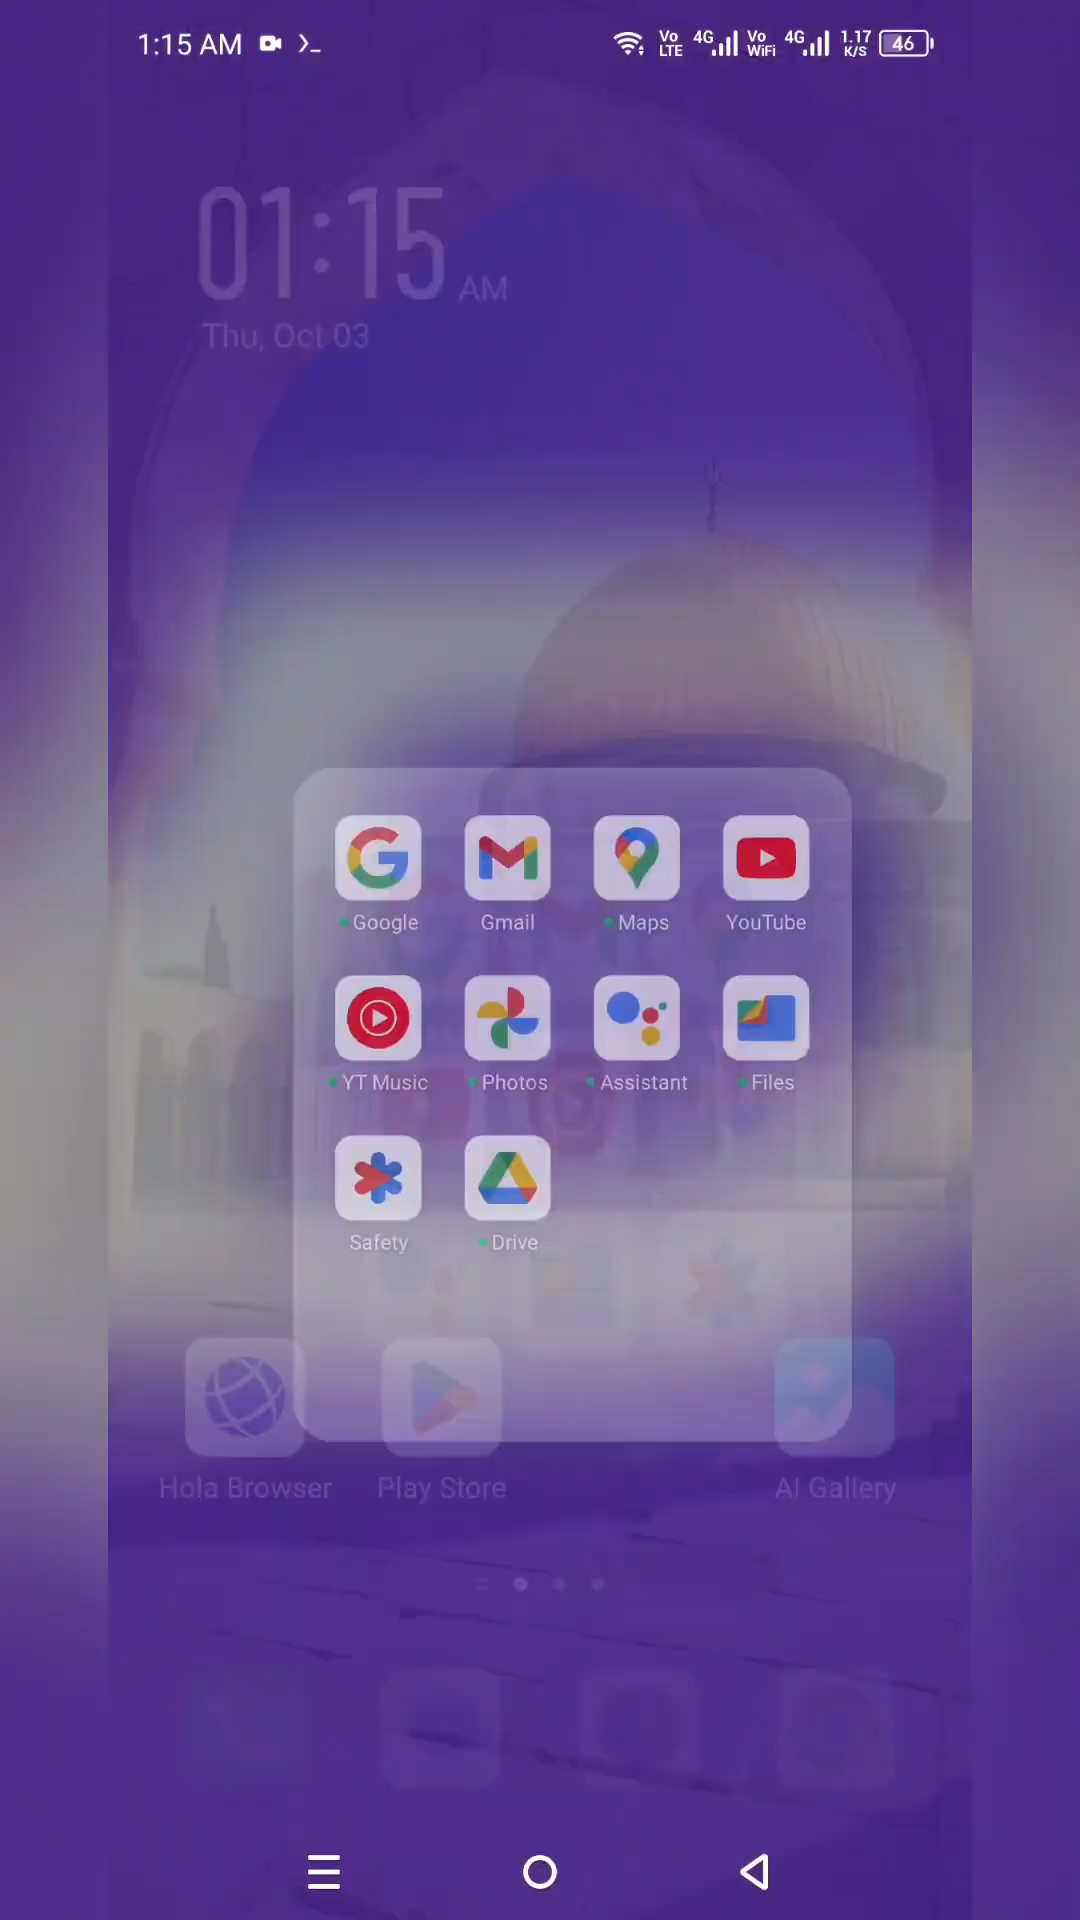 1:15 AM
Vo LTE 4G Vo WiFi 4G 1.17 K/S 46
01:15 AM
Thu, Oct 03
Google Gmail Maps YouTube
YT Music Photos Assistant Files
Safety Drive
Hola Browser Play Store AI Gallery